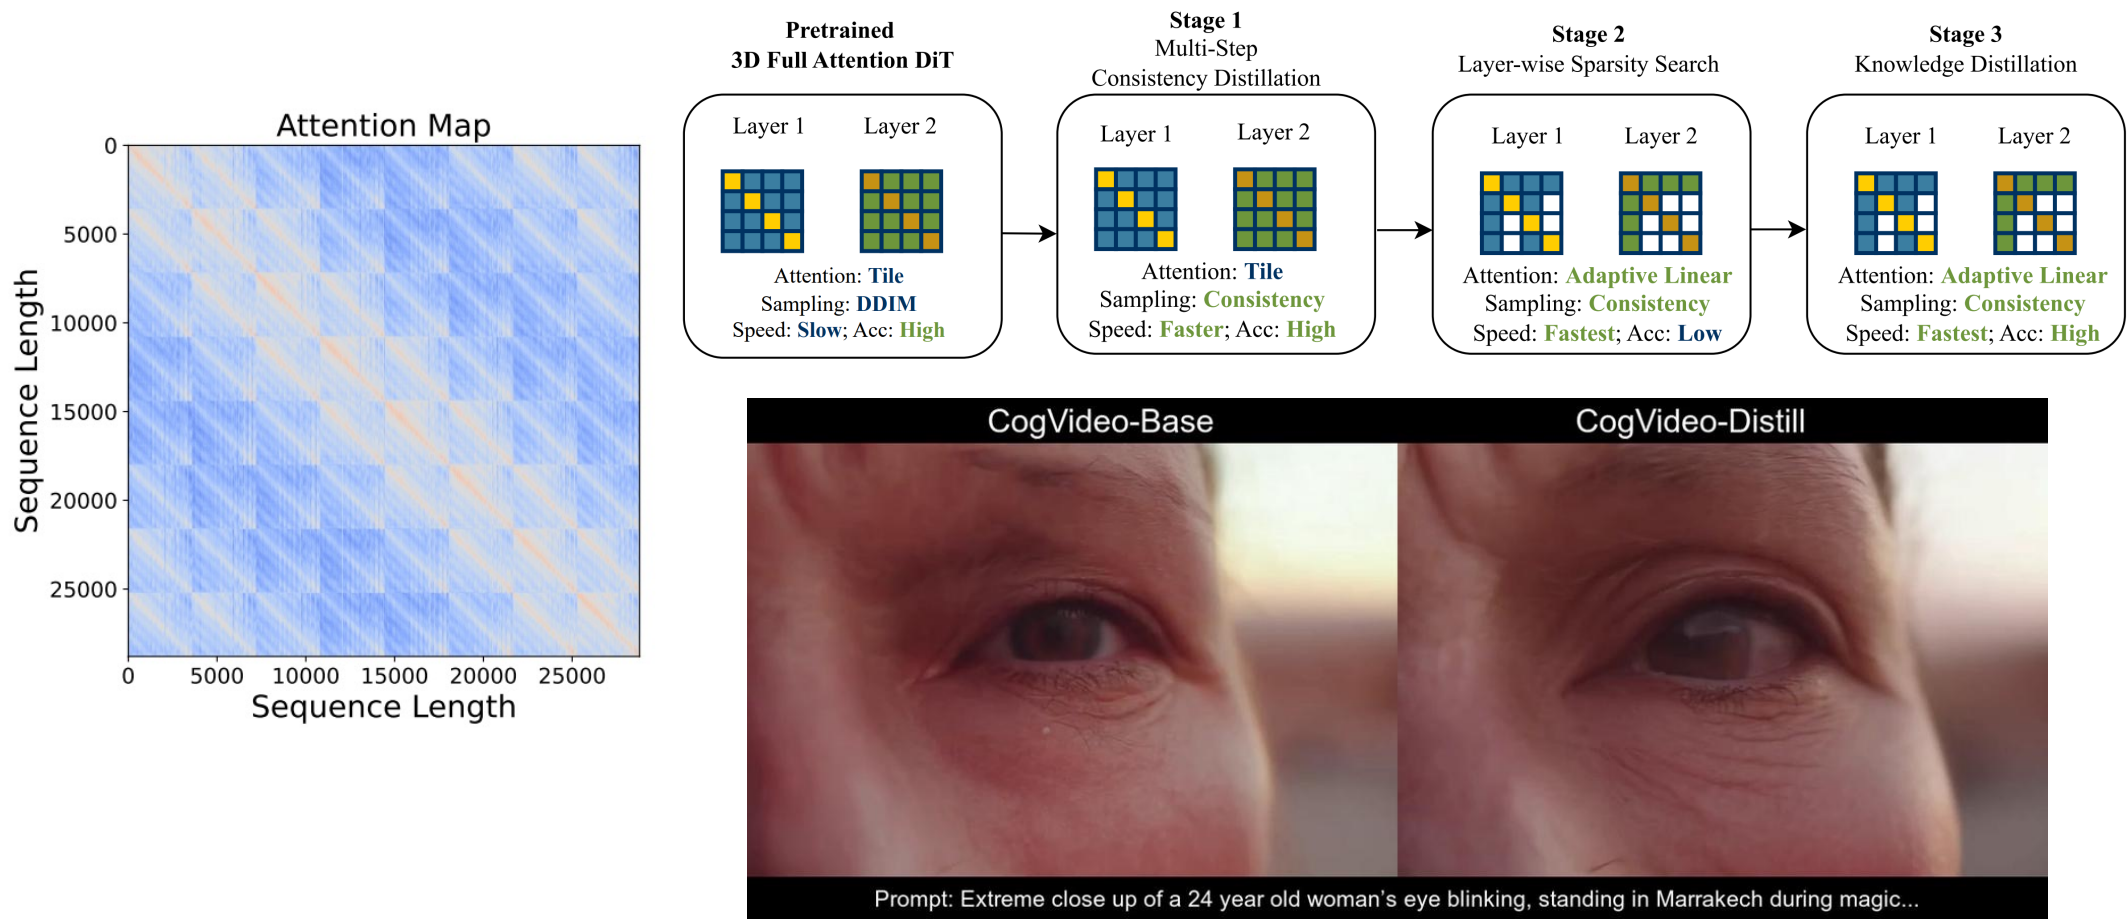 Attention Map
0
5000
10000
15000
20000
25000
Sequence Length
0 5000 10000 15000 20000 25000
Sequence Length
Pretrained
3D Full Attention DiT
Layer 1 Layer 2
Attention: Tile
Sampling: DDIM
Speed: Slow; Acc: High
Stage 1
Multi-Step
Consistency Distillation
Layer 1 Layer 2
Attention: Tile
Sampling: Consistency
Speed: Faster; Acc: High
Stage 2
Layer-wise Sparsity Search
Layer 1 Layer 2
Attention: Adaptive Linear
Sampling: Consistency
Speed: Fastest; Acc: Low
Stage 3
Knowledge Distillation
Layer 1 Layer 2
Attention: Adaptive Linear
Sampling: Consistency
Speed: Fastest; Acc: High
CogVideo-Base
CogVideo-Distill
Prompt: Extreme close up of a 24 year old woman's eye blinking, standing in Marrakech during magic...